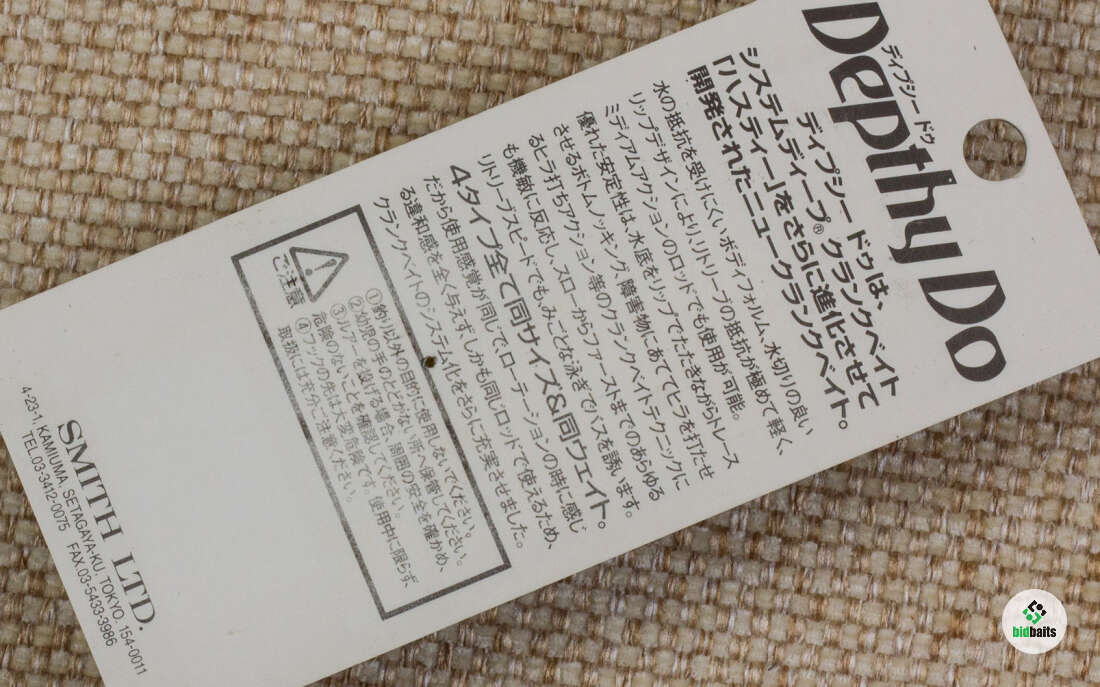 Depthy Do
ディプシー ドゥ
ディプシー ドゥは、
システムディープ®クランクベイト
「ハスティー」をさらに進化させて
開発されたニュークランクベイト。
水の抵抗を受けにくいボディフォルム、水切りの良い
リップデザインにより、リトリーブの抵抗が極めて軽く、
ミディアムアクションのロッドでも使用が可能。
優れた安定性は、水底をリップでたたきながらトレース
させるボトムノッキング、障害物にあててヒラを打たせ
るヒラ打ちアクション等のクランクベイトテクニックに
も機敏に反応し、スローからファーストまでのあらゆる
リトリーブスピードでも、みごとな泳ぎでバスを誘います。
4タイプ全て同サイズ&同ウェイト。
だから使用感覚が同じで、ローテーションの時に感じ
る違和感を全く与えず、しかも同じロッドで使えるため、
クランクベイトのシステム化をさらに充実させました。
ご注意
①釣り以外の目的に使用しないでください。
②幼児の手のとどかない所へ保管してください。
③ルアーを投げる場合、周囲の安全を確かめ、
危険のないことを確認してください。
④フックの先は大変危険です。使用中に限らず、
取扱には充分に注意ください。
SMITH LTD.
4-23-1, KAMIUMA, SETAGAYA-KU, TOKYO. 154-0011
TEL.03-3412-0075 FAX.03-5433-3986
bidbaits